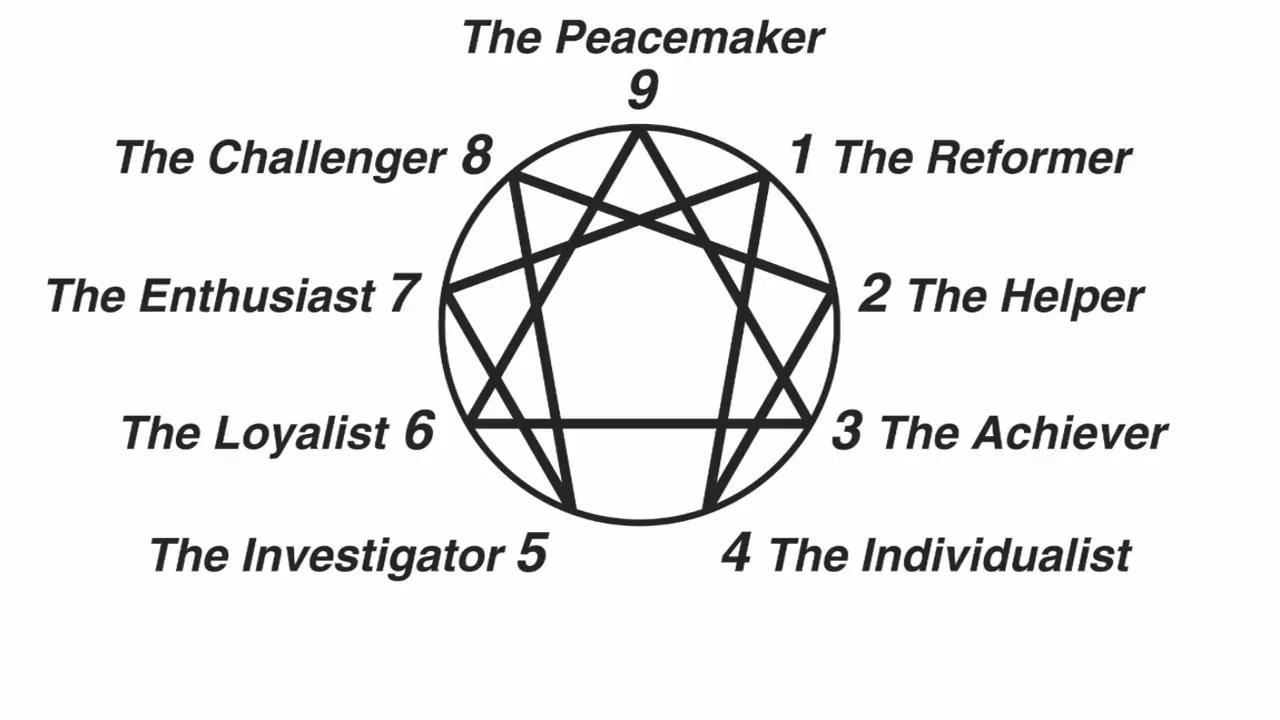 The Peacemaker
9
The Challenger 8
1 The Reformer
The Enthusiast 7
2 The Helper
The Loyalist 6
3 The Achiever
The Investigator 5
4 The Individualist